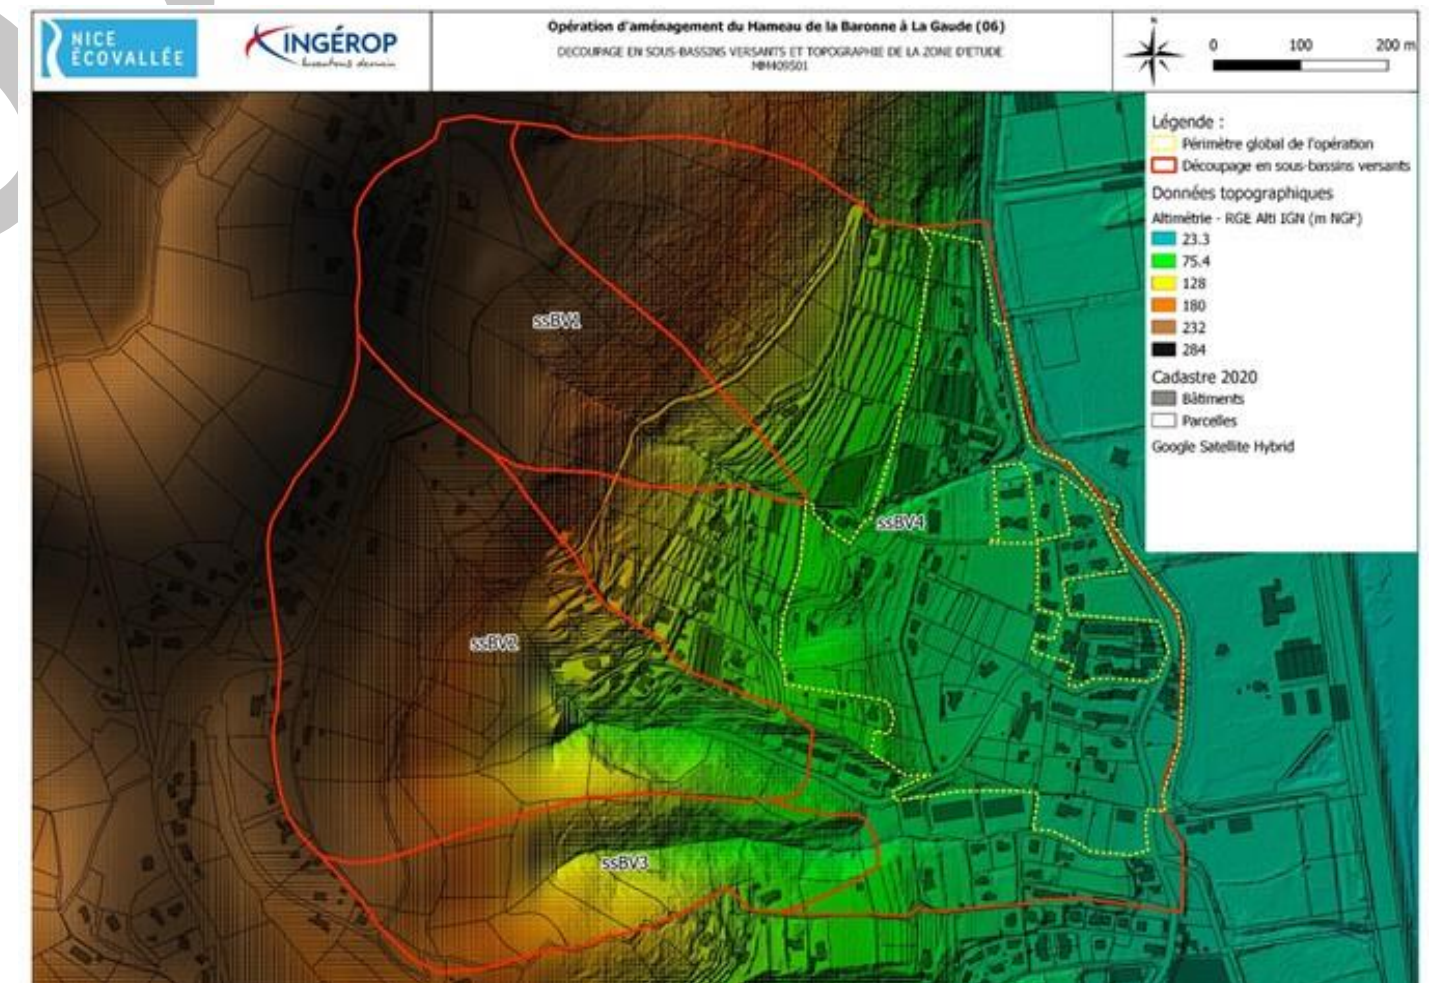 NICE
ÉCOVALLÉE
INGÉROP
Inventons demain
Opération d'aménagement du Hameau de la Baronne à La Gaude (06)
DECOUPAGE EN SOUS-BASSINS VERSANTS ET TOPOGRAPHIE DE LA ZONE D'ETUDE
N
0 100 200 m
Légende :
Périmètre global de l'opération
Découpage en sous-bassins versants
Données topographiques
Altimétrie - RGE Alti IGN (m NGF)
23.3
75.4
128
180
232
284
Cadastre 2020
Bâtiments
Parcelles
Google Satellite Hybrid
ssBV1
ssBV4
ssBV2
ssBV3